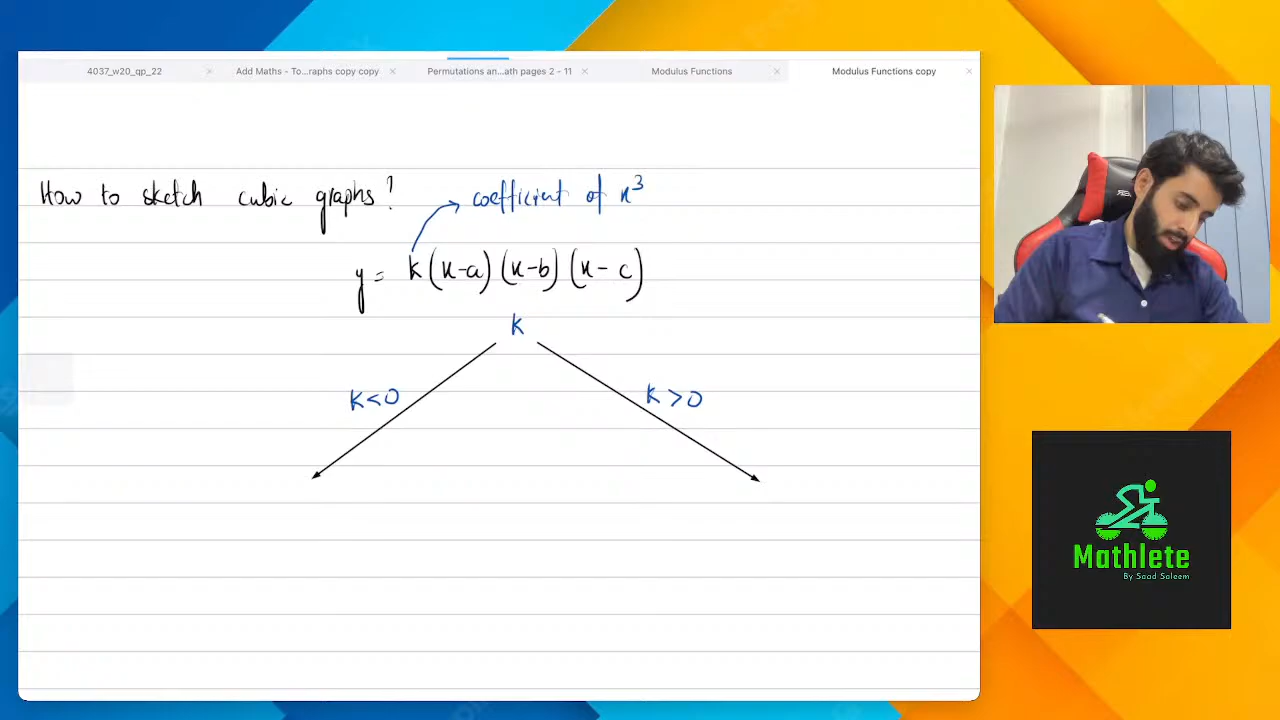 4037_w20_qp_22 × Add Maths - To...raphs copy copy × Permutations an...ath pages 2 - 11 × Modulus Functions × Modulus Functions copy ×
How to sketch cubic graphs?
coefficient of x³
y = k(x-a)(x-b)(x-c)
k
k<0
k>0
Mathlete
By Saad Saleem